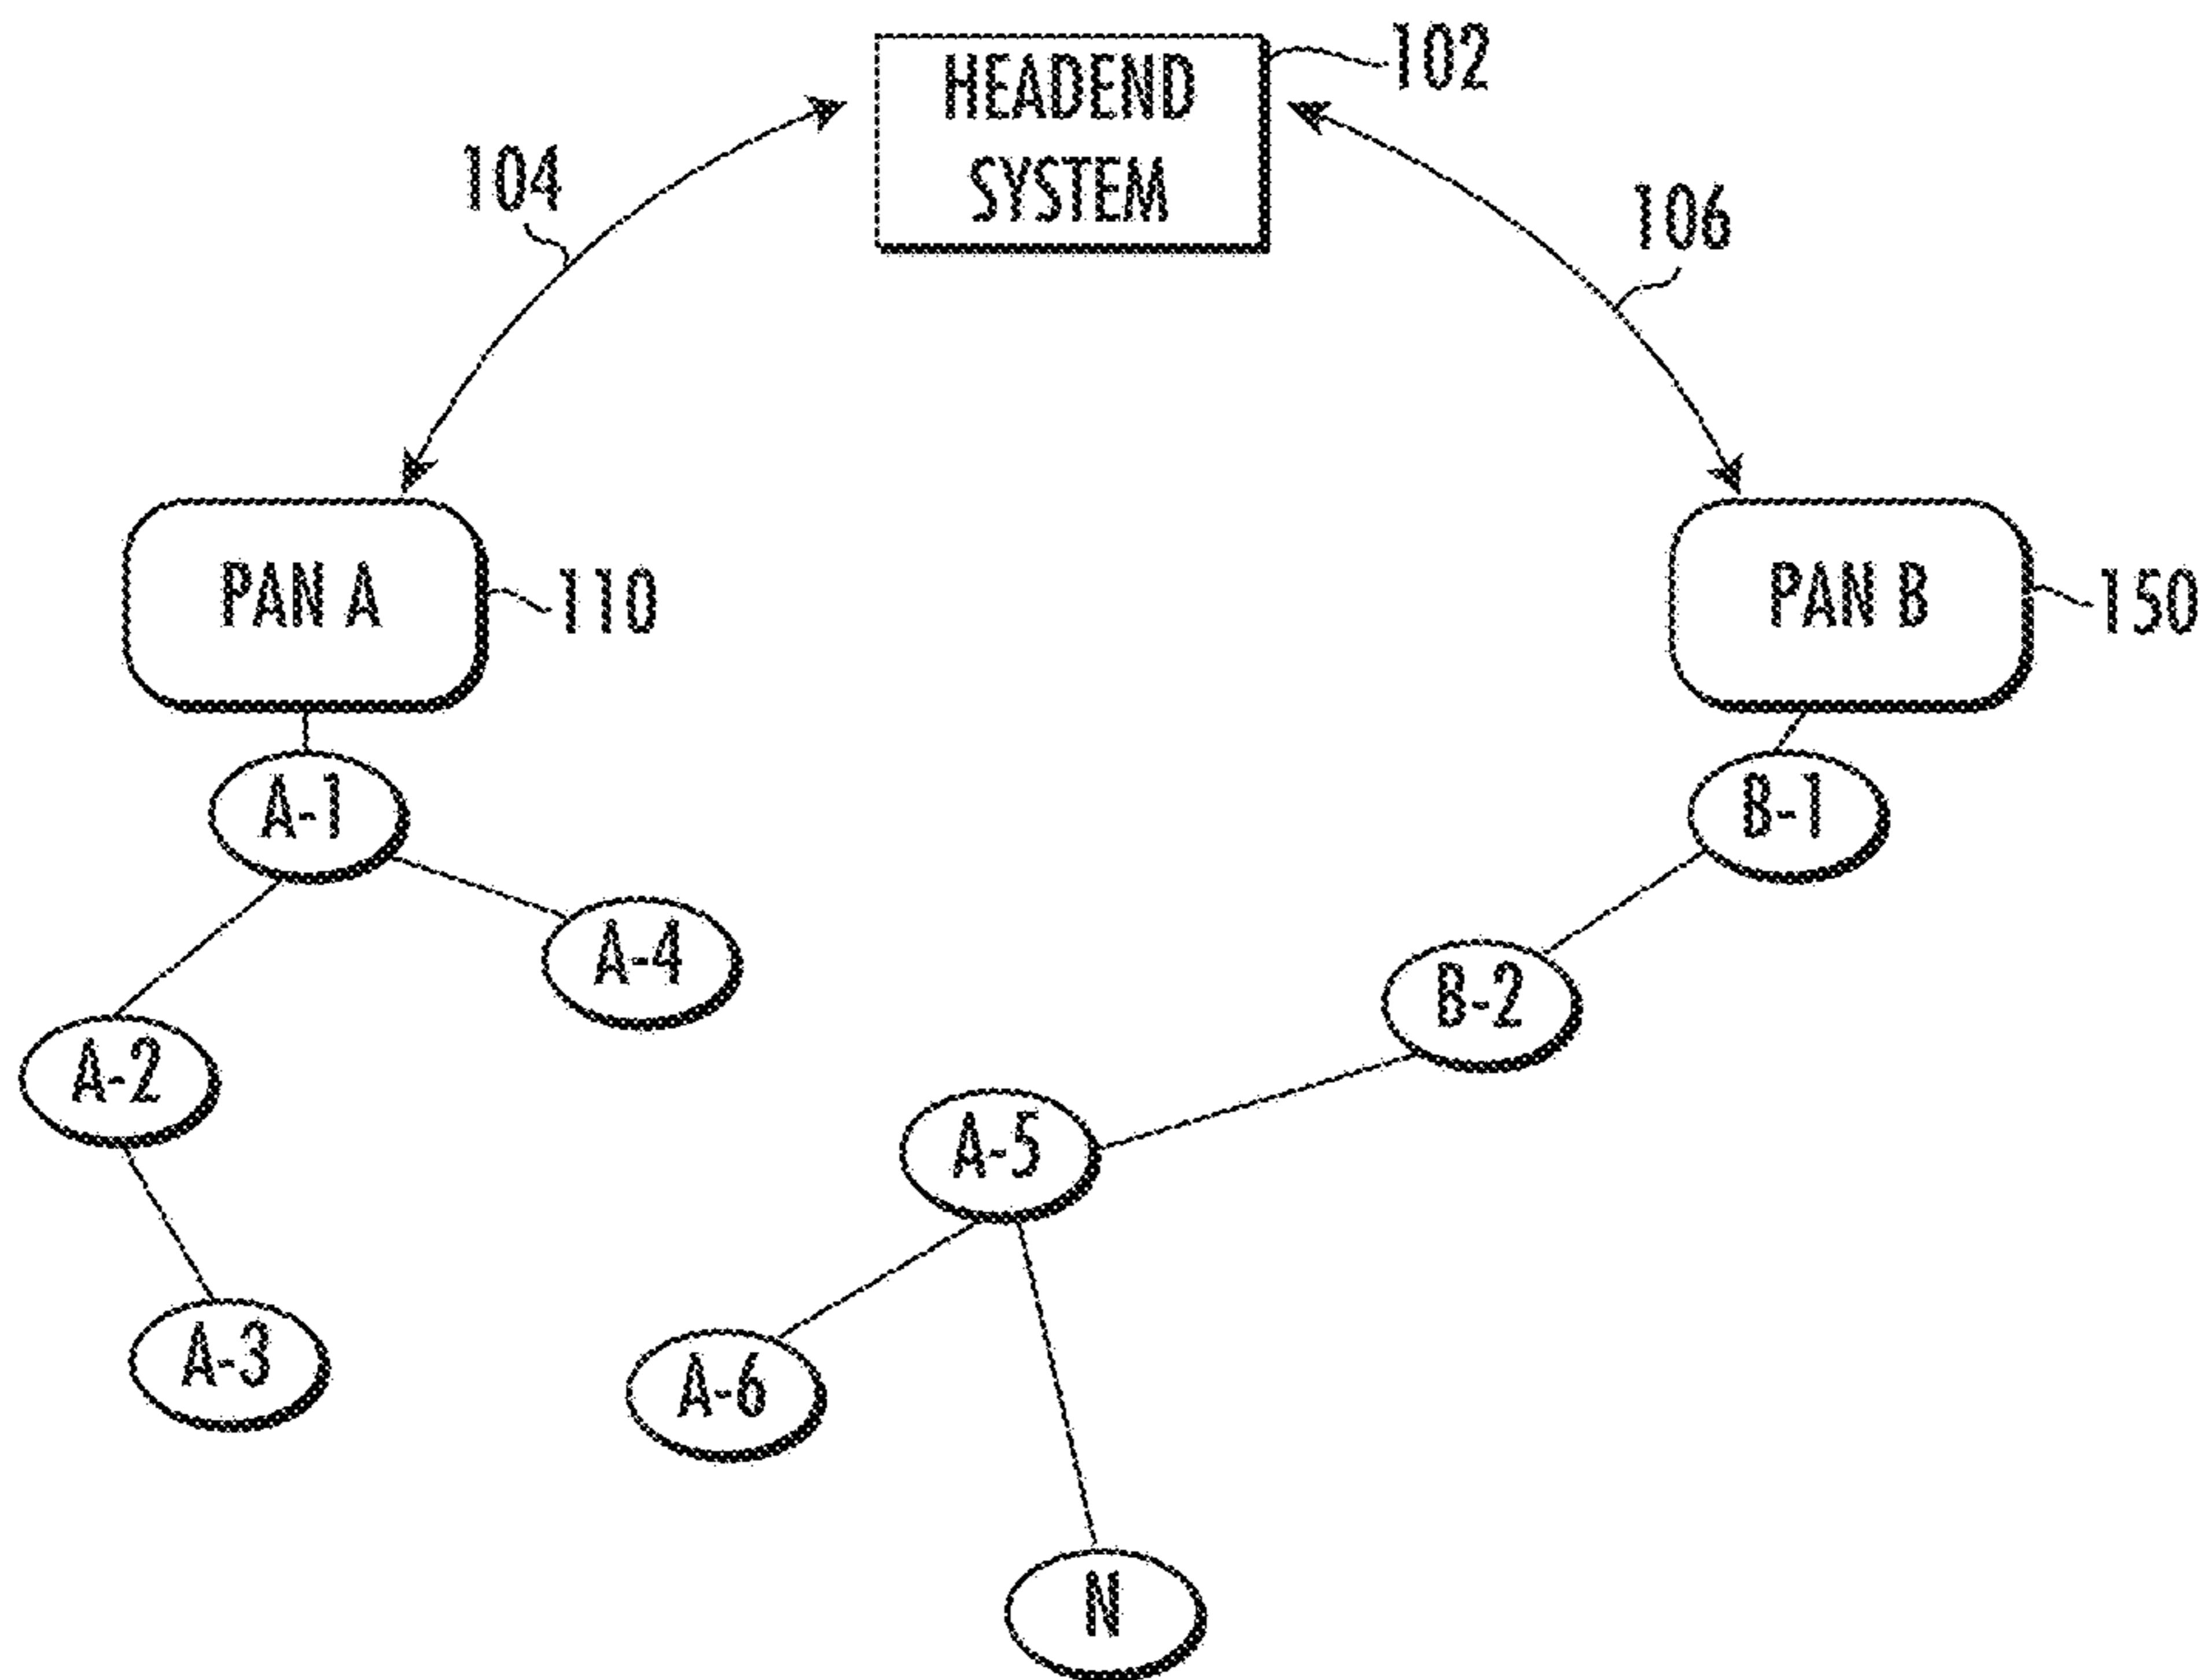 102
HEADEND
SYSTEM
104
106
PAN A
110
PAN B
150
A-1
B-1
A-4
B-2
A-2
A-5
A-3
A-6
N